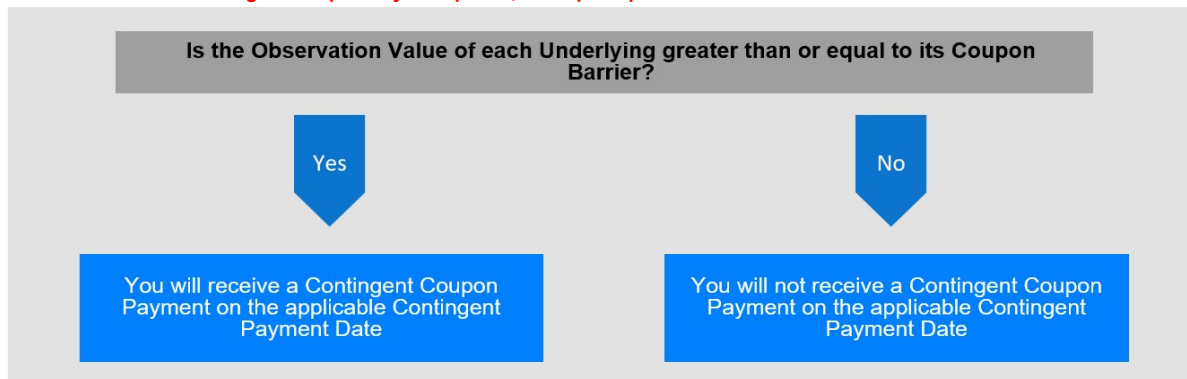 Is the Observation Value of each Underlying greater than or equal to its Coupon
Barrier?
Yes
No
You will receive a Contingent Coupon
Payment on the applicable Contingent
Payment Date
You will not receive a Contingent Coupon
Payment on the applicable Contingent
Payment Date